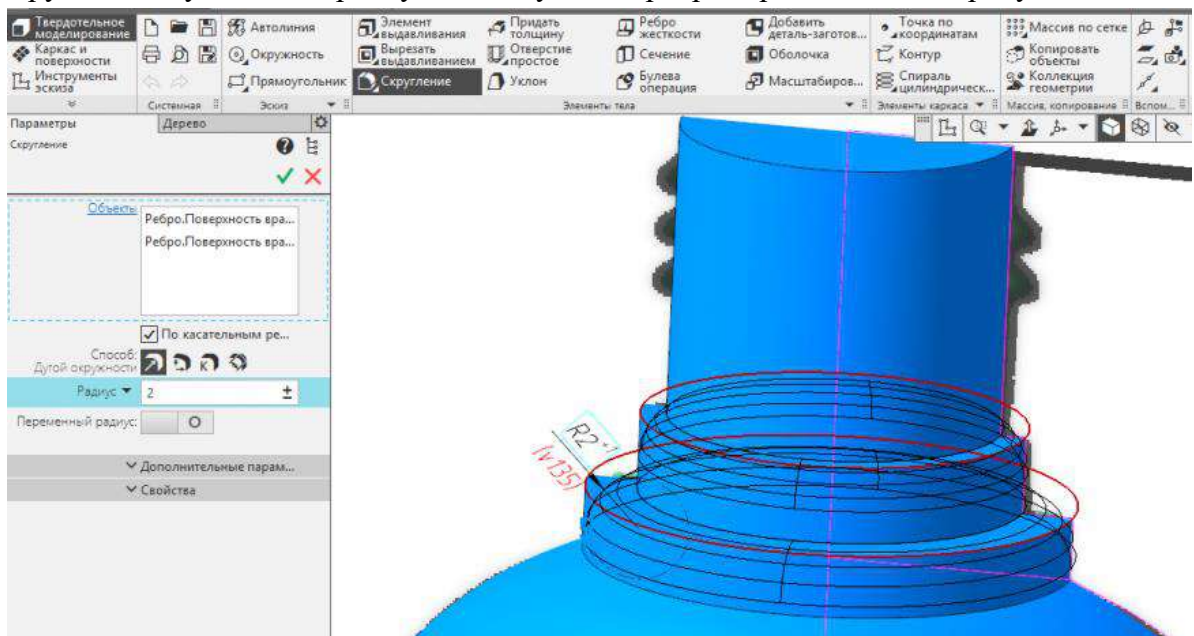 Твердотельное моделирование
Каркас и поверхности
Инструменты эскиза
Системная
Автолиния
Окружность
Прямоугольник
Эскиз
Элемент выдавливания
Вырезать выдавливанием
Скругление
Придать толщину
Отверстие простое
Уклон
Ребро жесткости
Сечение
Булева операция
Добавить деталь-заготов...
Оболочка
Масштабиров...
Элементы тела
Точка по координатам
Контур
Спираль цилиндрическ...
Элементы каркаса
Массив по сетке
Копировать объекты
Коллекция геометрии
Массив, копирование
Вспом...
Параметры
Дерево
Скругление
Объекты
Ребро.Поверхность вра...
Ребро.Поверхность вра...
По касательным ре...
Способ:
Дугой окружности
Радиус
2
Переменный радиус:
Дополнительные парам...
Свойства
R2 +1
(v135)